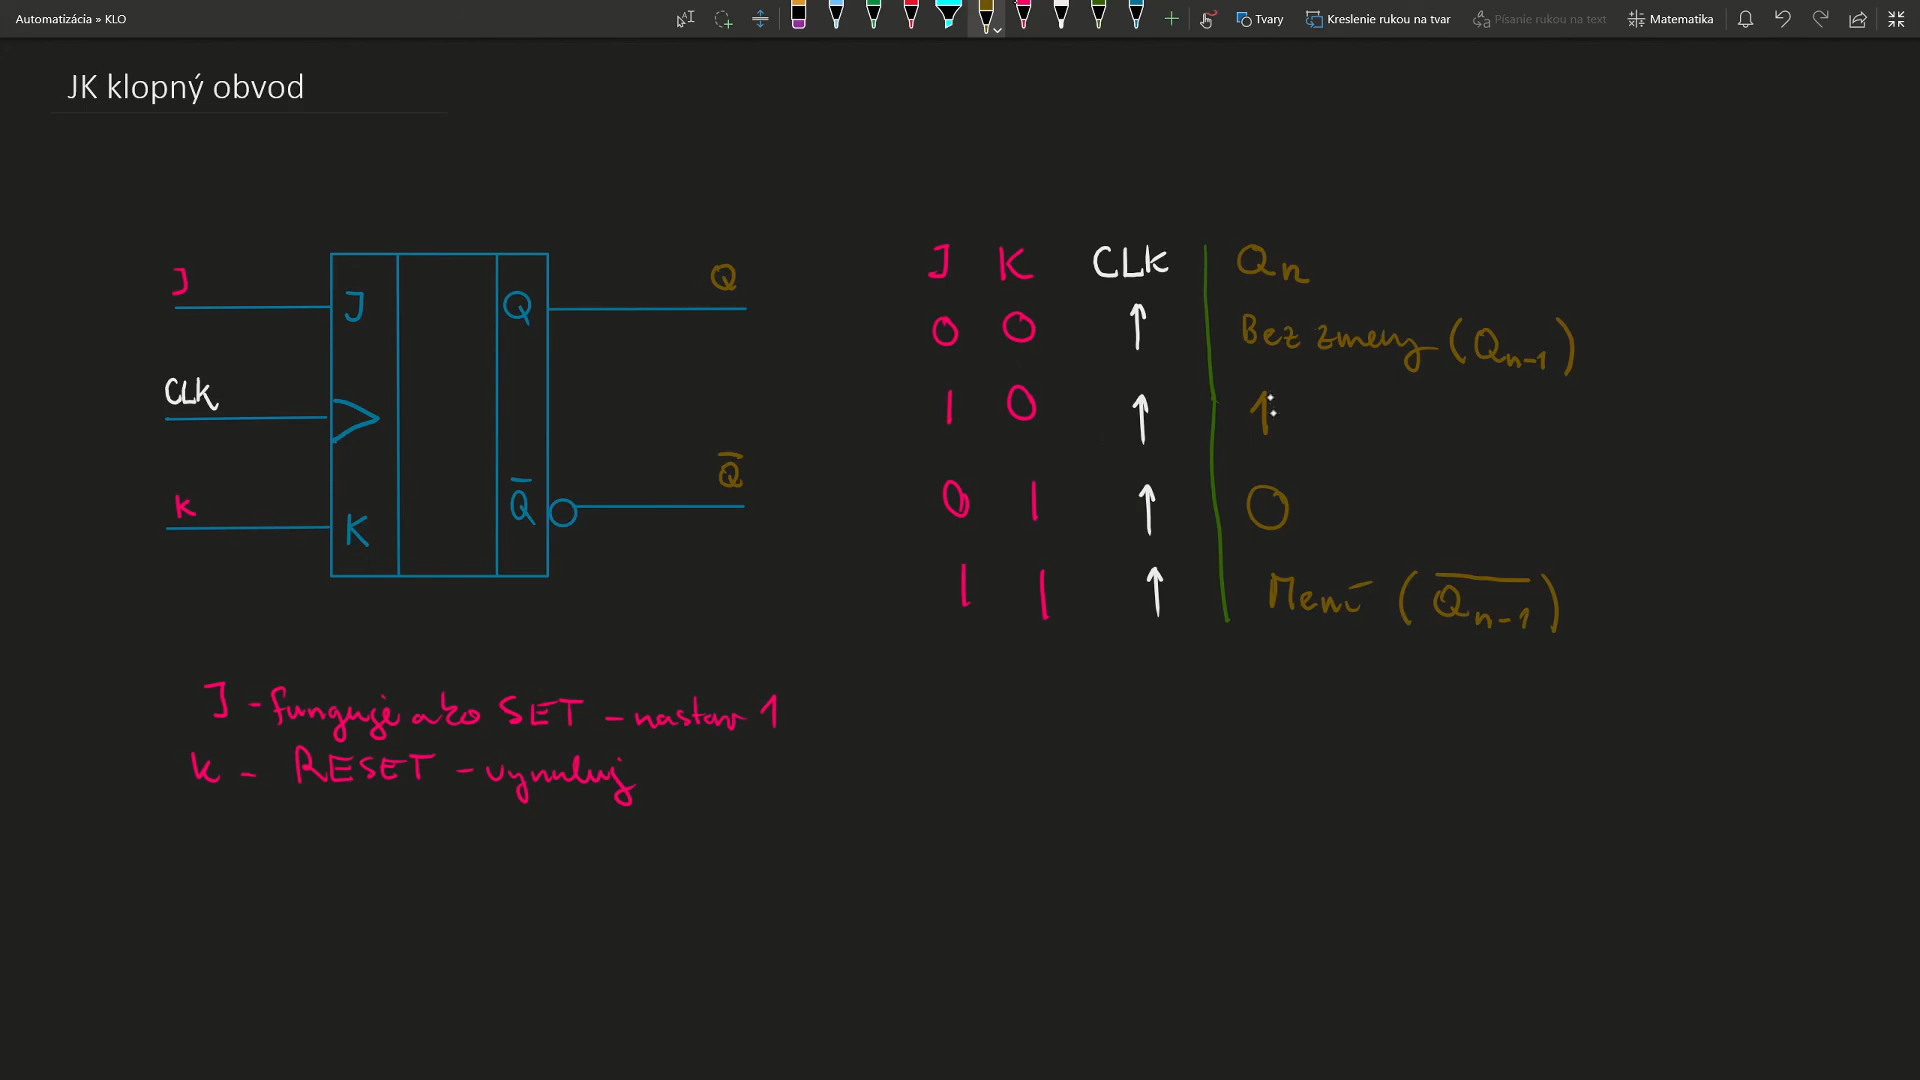 Automatizácia » KLO
Tvary
Kreslenie rukou na tvar
Písanie rukou na text
Matematika
JK klopný obvod
J
J
Q
Q
CLK
K
K
Q̅
Q̅
J K CLK Qn
0 0 ↑ Bez zmeny (Qn-1)
1 0 ↑ 1
0 1 ↑ 0
1 1 ↑ Mení (Q̅n-1)
J - funguje ako SET - nastav 1
K - RESET - vynuluj